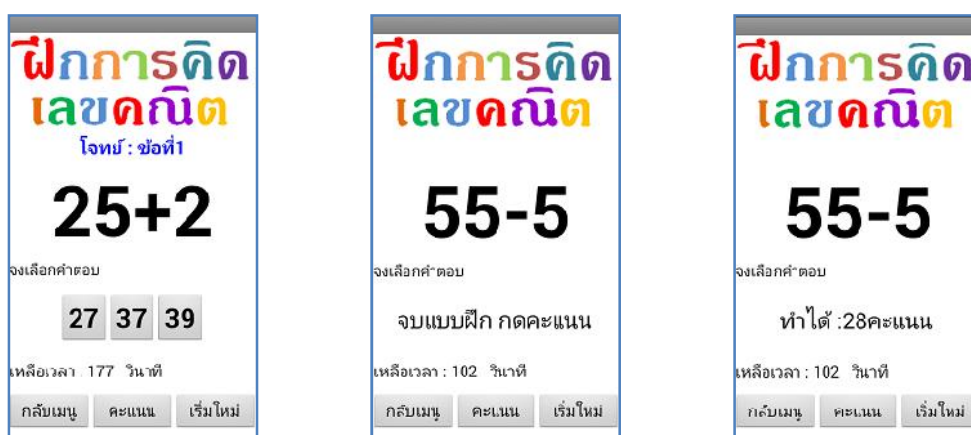 ฝึกการคิด
เลขคณิต
โจทย์ : ข้อที่1
25+2
จงเลือกคำตอบ
27 37 39
เหลือเวลา : 177 วินาที
กลับเมนู คะแนน เริ่มใหม่
ฝึกการคิด
เลขคณิต
55-5
จงเลือกคำตอบ
จบแบบฝึก กดคะแนน
เหลือเวลา : 102 วินาที
กลับเมนู คะแนน เริ่มใหม่
ฝึกการคิด
เลขคณิต
55-5
จงเลือกคำตอบ
ทำได้ :28คะแนน
เหลือเวลา : 102 วินาที
กลับเมนู คะแนน เริ่มใหม่